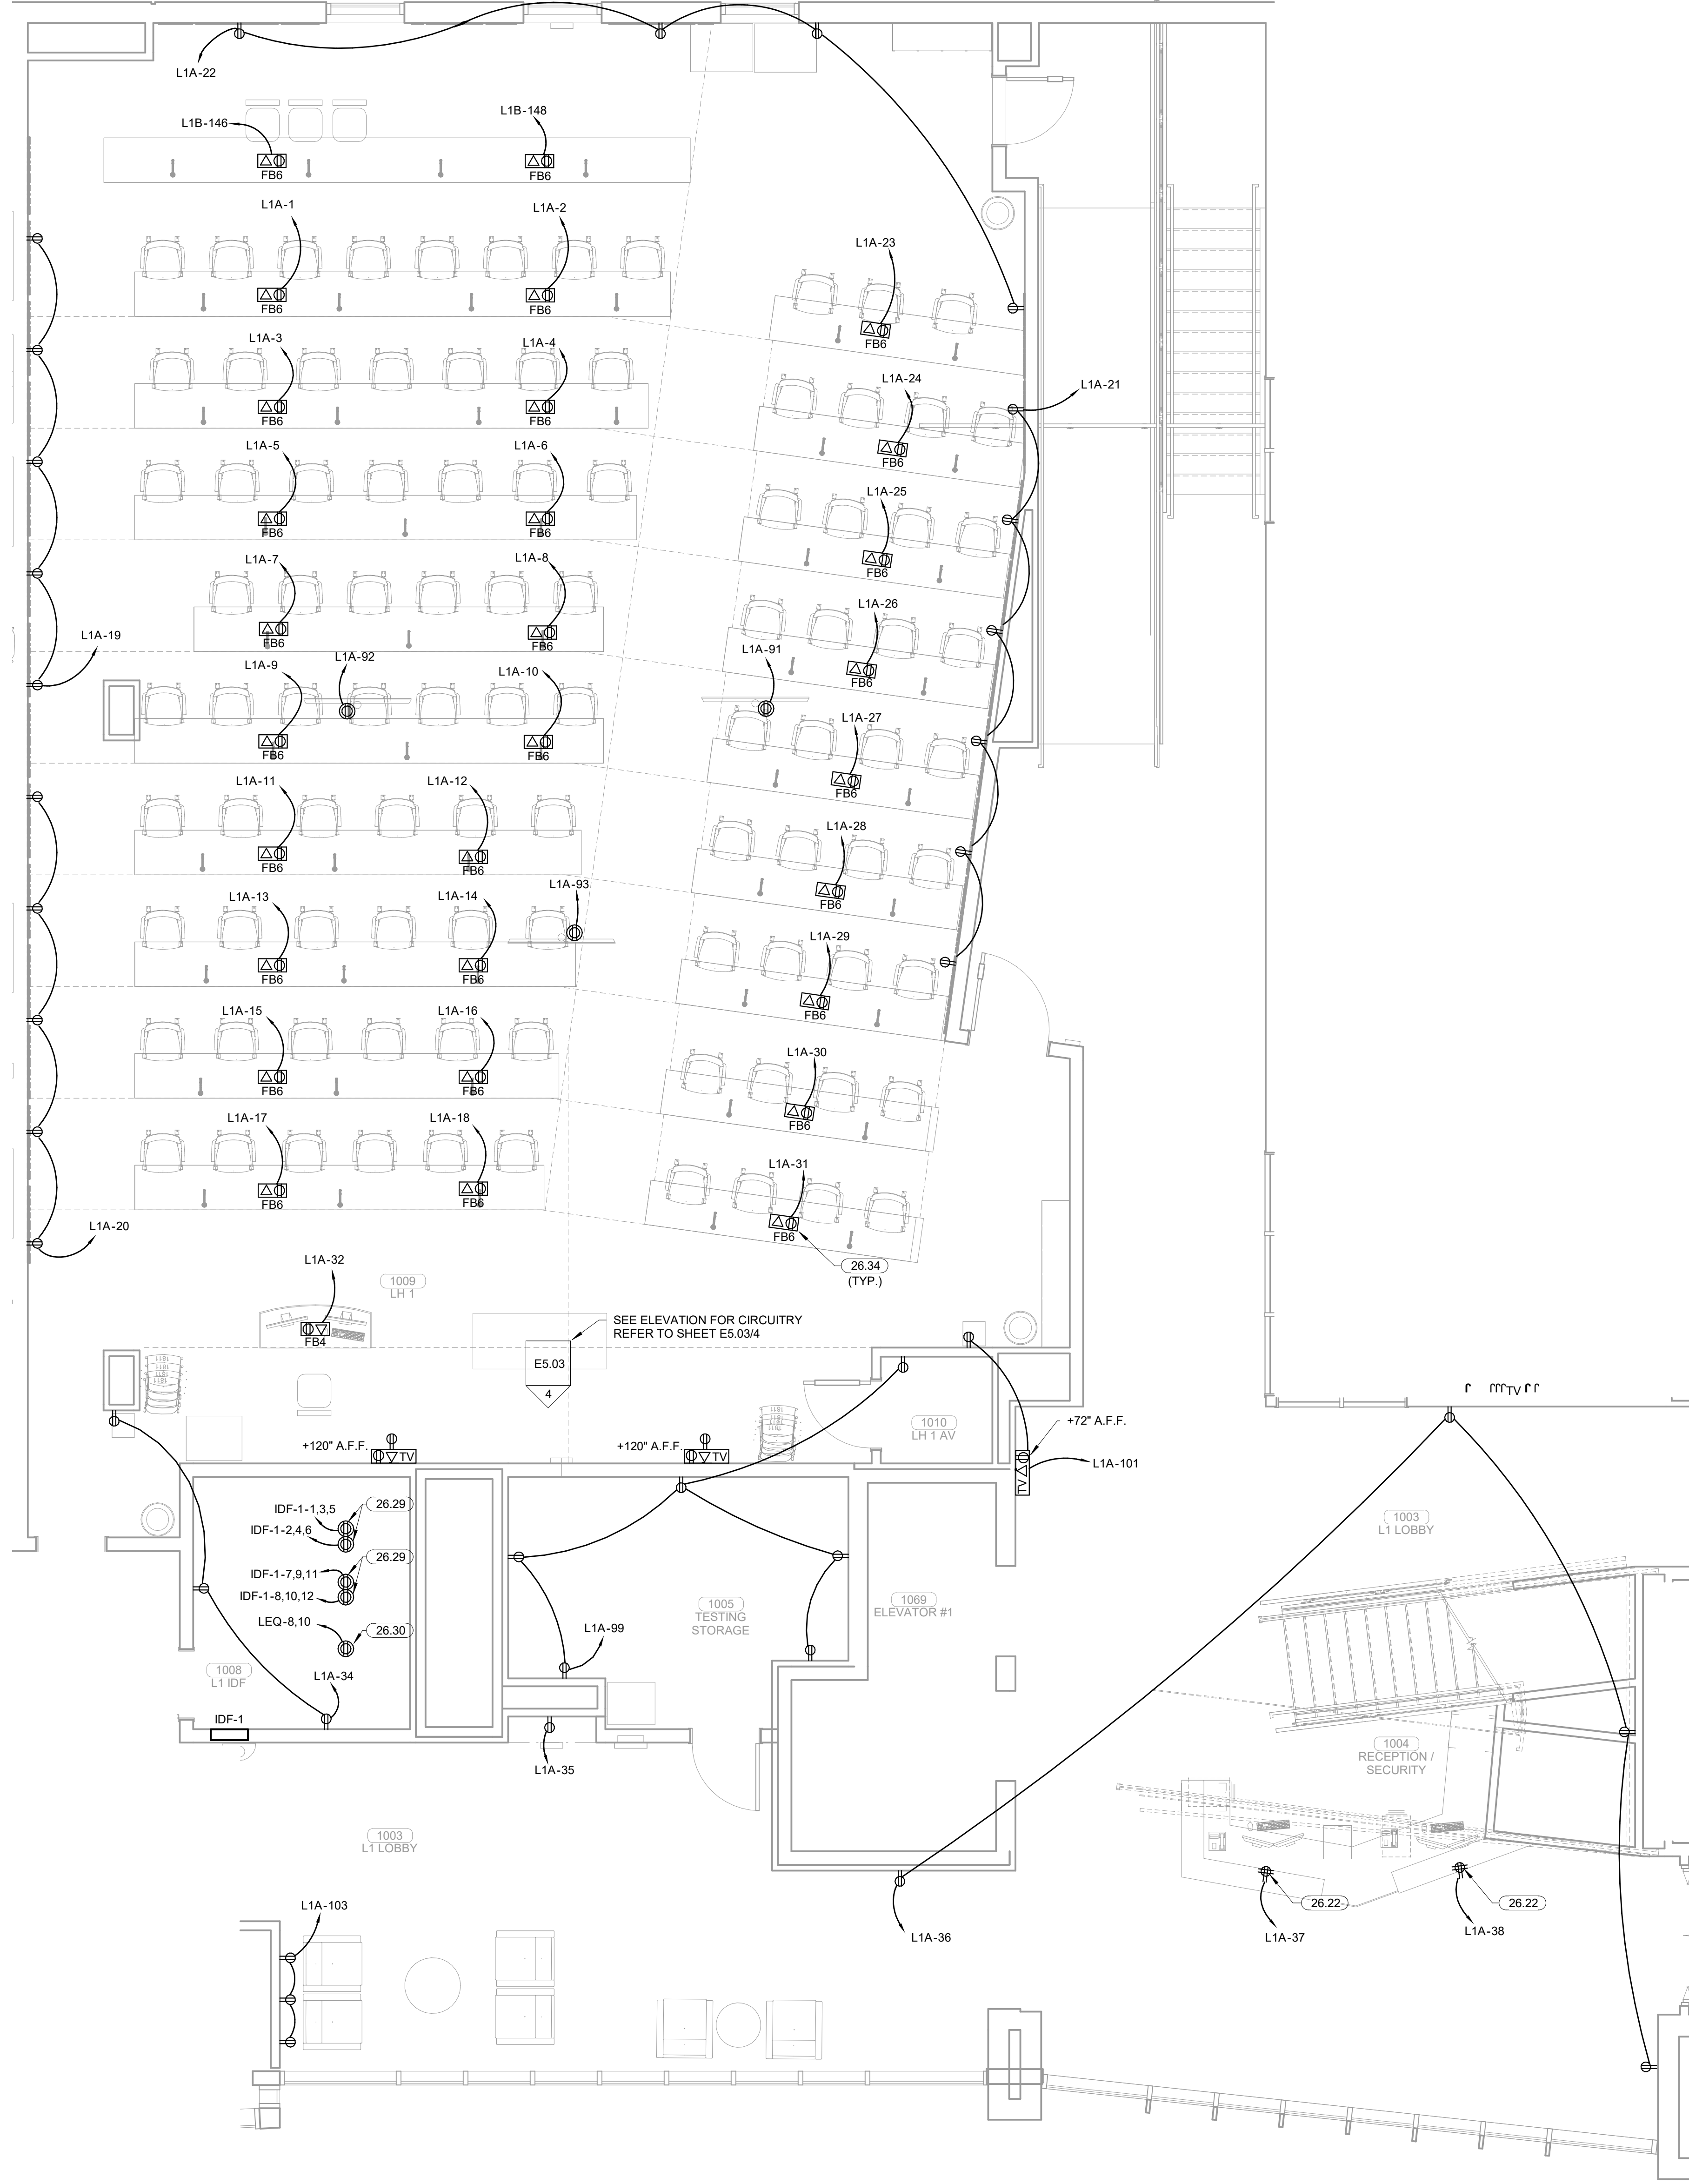 L1A-22
L1B-146
L1B-148
FB6
FB6
L1A-1
L1A-2
FB6
FB6
L1A-23
FB6
L1A-3
L1A-4
FB6
FB6
L1A-24
L1A-21
FB6
L1A-5
L1A-6
FB6
FB6
L1A-25
FB6
L1A-7
L1A-8
FB6
FB6
L1A-26
FB6
L1A-19
L1A-9
L1A-92
L1A-10
L1A-91
FB6
FB6
L1A-27
FB6
L1A-11
L1A-12
FB6
FB6
L1A-28
FB6
L1A-13
L1A-14
L1A-93
FB6
FB6
L1A-29
FB6
L1A-15
L1A-16
FB6
FB6
L1A-30
FB6
L1A-17
L1A-18
FB6
FB6
L1A-31
FB6
26.34
(TYP.)
L1A-20
L1A-32
1009
LH 1
FB4
SEE ELEVATION FOR CIRCUITRY
REFER TO SHEET E5.03/4
E5.03
4
1811
1811
1811
1811
1811
1811
TV
+120" A.F.F.
TV
+120" A.F.F.
TV
1010
LH 1 AV
+72" A.F.F.
TV
L1A-101
IDF-1-1,3,5
26.29
IDF-1-2,4,6
IDF-1-7,9,11
26.29
IDF-1-8,10,12
LEQ-8,10
26.30
1008
L1 IDF
L1A-34
IDF-1
1005
TESTING
STORAGE
L1A-99
1069
ELEVATOR #1
1003
L1 LOBBY
L1A-35
1004
RECEPTION /
SECURITY
1003
L1 LOBBY
L1A-103
L1A-36
26.22
L1A-37
26.22
L1A-38